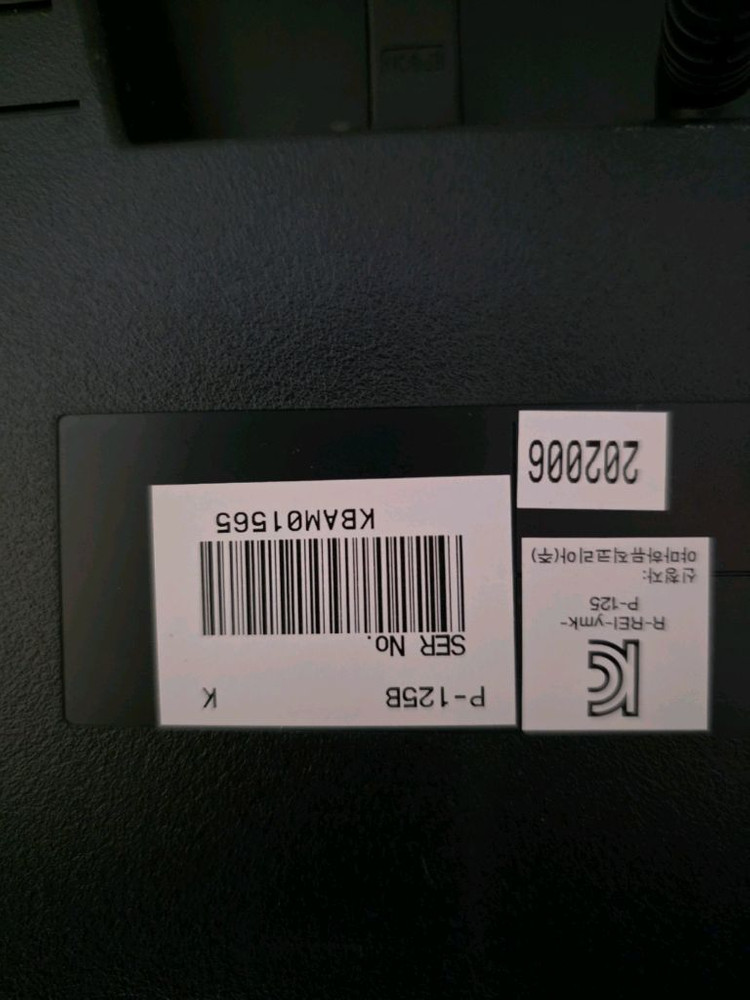 P-125B K
SER No.
KBAM01565
KC
R-REI-ymk-
P-125
신청자:
야마하뮤직코리아(주)
202006